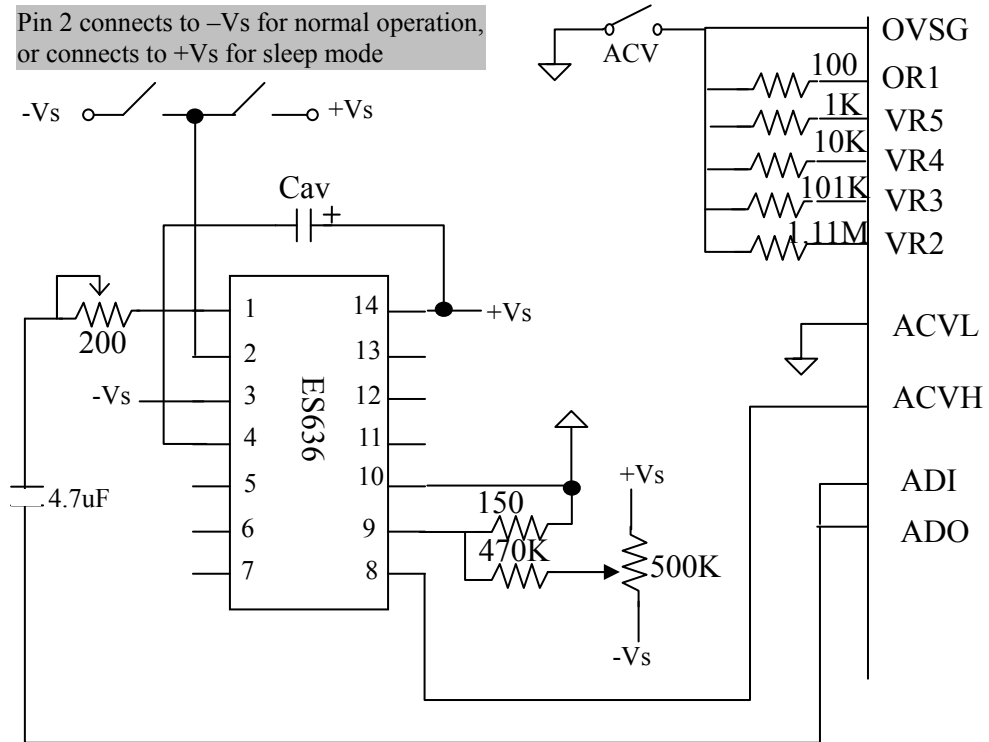 Pin 2 connects to –Vs for normal operation,
or connects to +Vs for sleep mode
-Vs
+Vs
Cav
+
200
4.7uF
-Vs
1
2
3
4
5
6
7
ES636
14
13
12
11
10
9
8
+Vs
150
470K
+Vs
500K
-Vs
ACV
OVSG
100
OR1
1K
VR5
10K
VR4
101K
VR3
1.11M
VR2
ACVL
ACVH
ADI
ADO